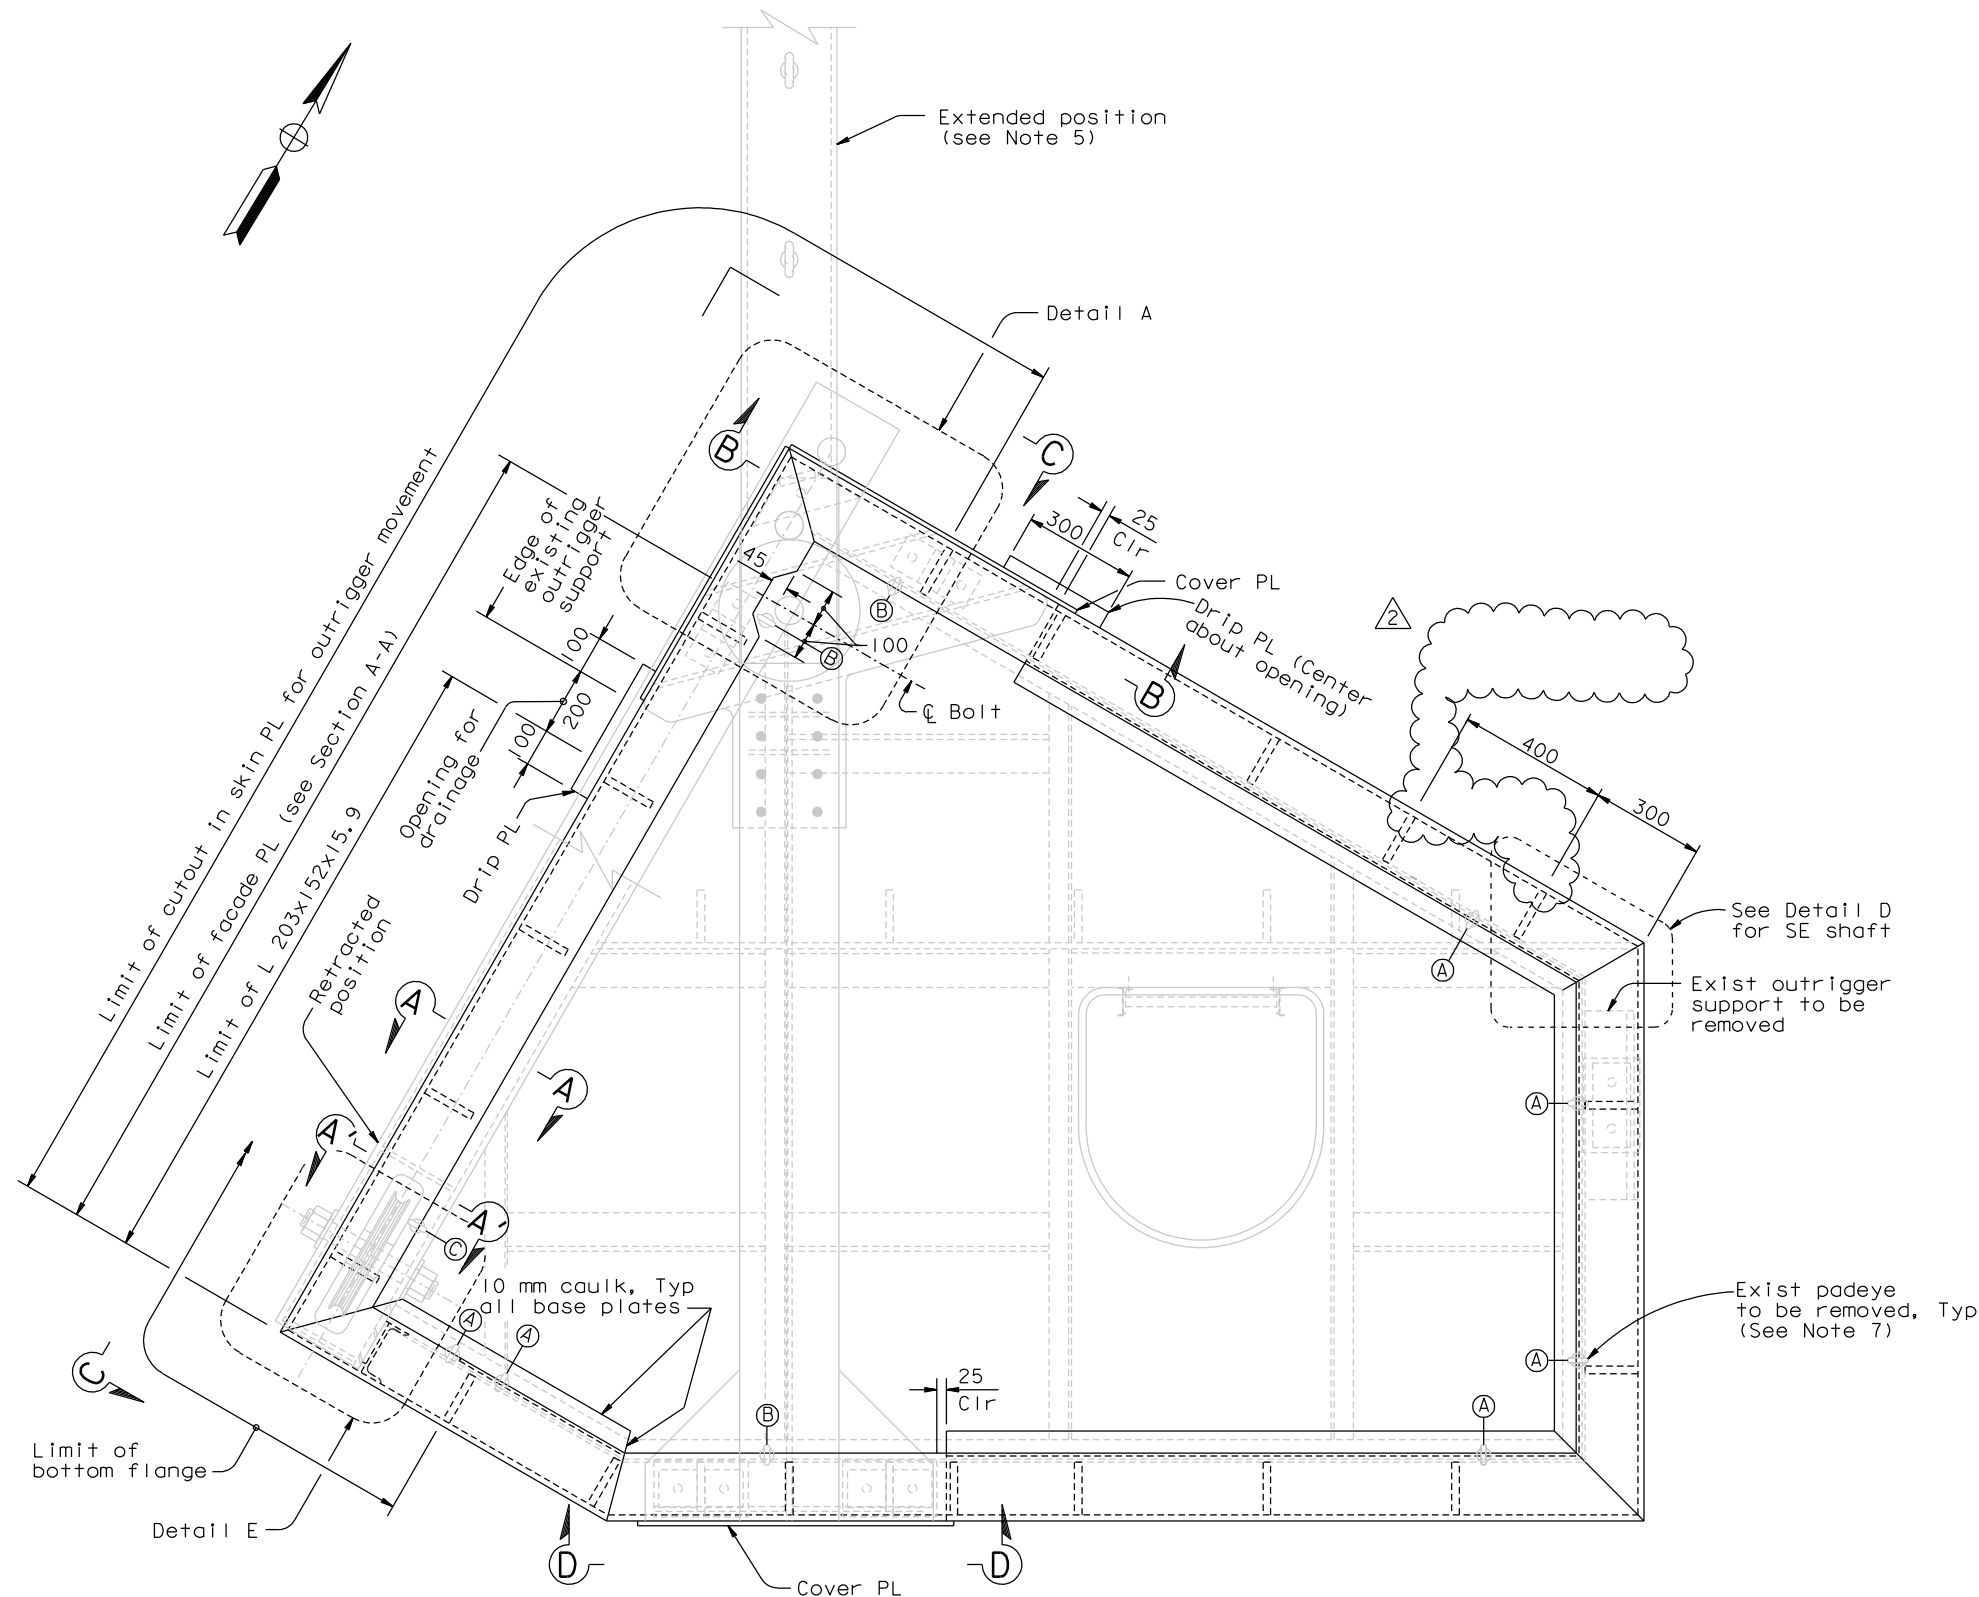 Extended position
(see Note 5)
Detail A
B
C
25
Clr
300
Cover PL
Drip PL (Center
about opening)
Edge of
existing
outrigger
support
45
B
100
B
℄ Bolt
B
2
400
300
100
200
100
Opening for
drainage
Drip PL
Limit of cutout in skin PL for outrigger movement
Limit of facade PL (see Section A-A)
Limit of L 203x152x15.9
Retracted
position
See Detail D
for SE shaft
A
Exist outrigger
support to be
removed
A
A
A
A'
A'
C
10 mm caulk, Typ
all base plates
A
A
Exist padeye
to be removed, Typ
(See Note 7)
A
C
25
Clr
B
A
Limit of
bottom flange
Detail E
D
D
Cover PL